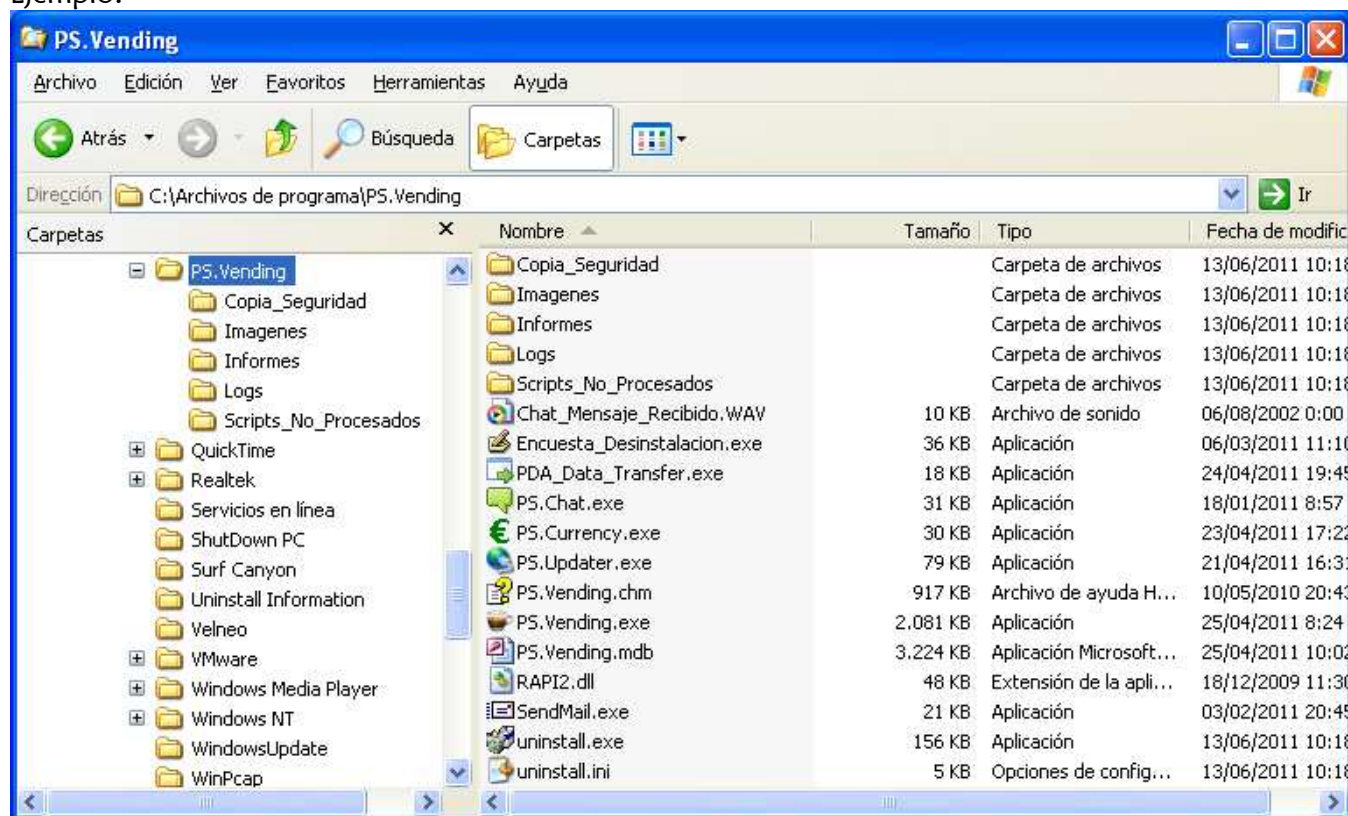 Ejemplo:
PS.Vending
Archivo Edición Ver Favoritos Herramientas Ayuda
Atrás Búsqueda Carpetas
Dirección C:\Archivos de programa\PS.Vending Ir
Carpetas
PS.Vending
Copia_Seguridad
Imagenes
Informes
Logs
Scripts_No_Procesados
QuickTime
Realtek
Servicios en línea
ShutDown PC
Surf Canyon
Uninstall Information
Velneo
VMware
Windows Media Player
Windows NT
WindowsUpdate
WinPcap
Nombre Tamaño Tipo Fecha de modific
Copia_Seguridad Carpeta de archivos 13/06/2011 10:18
Imagenes Carpeta de archivos 13/06/2011 10:18
Informes Carpeta de archivos 13/06/2011 10:18
Logs Carpeta de archivos 13/06/2011 10:18
Scripts_No_Procesados Carpeta de archivos 13/06/2011 10:18
Chat_Mensaje_Recibido.WAV 10 KB Archivo de sonido 06/08/2002 0:00
Encuesta_Desinstalacion.exe 36 KB Aplicación 06/03/2011 11:10
PDA_Data_Transfer.exe 18 KB Aplicación 24/04/2011 19:45
PS.Chat.exe 31 KB Aplicación 18/01/2011 8:57
PS.Currency.exe 30 KB Aplicación 23/04/2011 17:22
PS.Updater.exe 79 KB Aplicación 21/04/2011 16:31
PS.Vending.chm 917 KB Archivo de ayuda H... 10/05/2010 20:43
PS.Vending.exe 2.081 KB Aplicación 25/04/2011 8:24
PS.Vending.mdb 3.224 KB Aplicación Microsoft... 25/04/2011 10:02
RAPI2.dll 48 KB Extensión de la apli... 18/12/2009 11:30
SendMail.exe 21 KB Aplicación 03/02/2011 20:45
uninstall.exe 156 KB Aplicación 13/06/2011 10:18
uninstall.ini 5 KB Opciones de config... 13/06/2011 10:18